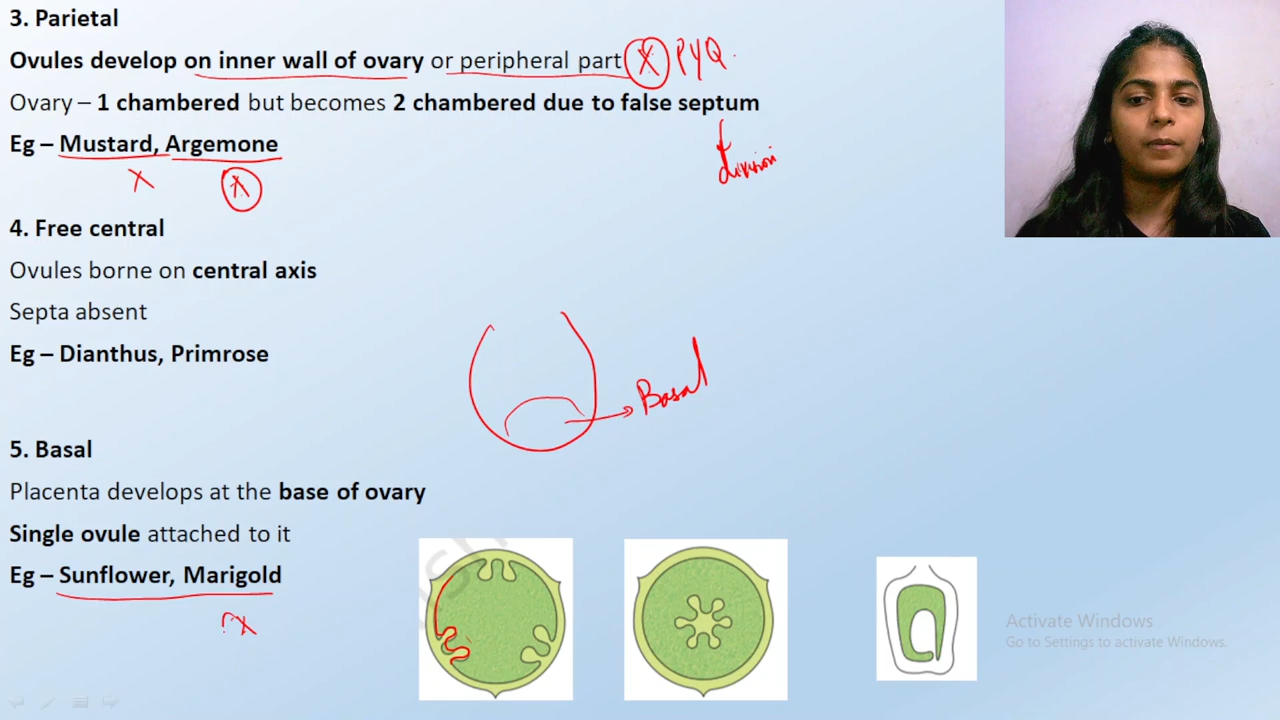 3. Parietal
Ovules develop on inner wall of ovary or peripheral part X PYQ.
Ovary – 1 chambered but becomes 2 chambered due to false septum
Eg – Mustard, Argemone
X X
division
4. Free central
Ovules borne on central axis
Septa absent
Eg – Dianthus, Primrose
Basal
5. Basal
Placenta develops at the base of ovary
Single ovule attached to it
Eg – Sunflower, Marigold
X
Activate Windows
Go to Settings to activate Windows.